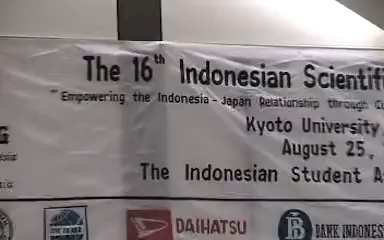 The 16th Indonesian Scientifi
"Empowering the Indonesia - Japan Relationship through
Kyoto University,
August 25,
The Indonesian Student A
DAIHATSU
BANK INDONES